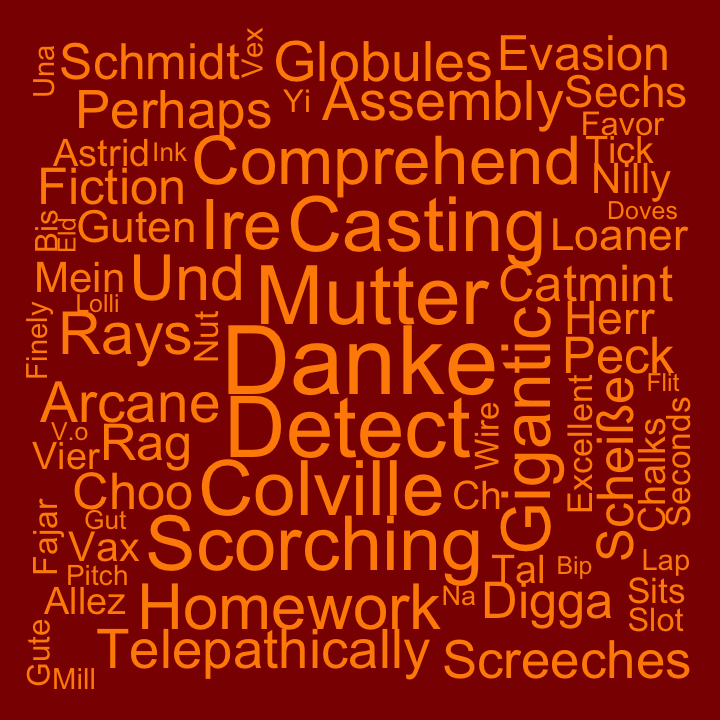 Una
Schmidt
Vex
Globules
Evasion
Perhaps
Yi
Assembly
Sechs
Favor
Astrid
Ink
Comprehend
Tick
Fiction
Nilly
Bis
Eld
Guten
Ire
Casting
Doves
Loaner
Mein
Und
Mutter
Catmint
Lolli
Finely
Rays
Nut
Danke
Gigantic
Herr
Peck
Flit
Arcane
Detect
Wire
Excellent
Scheiße
Chalks
Seconds
V.o
Vier
Rag
Choo
Colville
Ch
Gut
Fajar
Vax
Scorching
Pitch
Tal
Bip
Lap
Allez
Homework
Na
Digga
Sits
Slot
Gute
Telepathically
Screeches
Mill